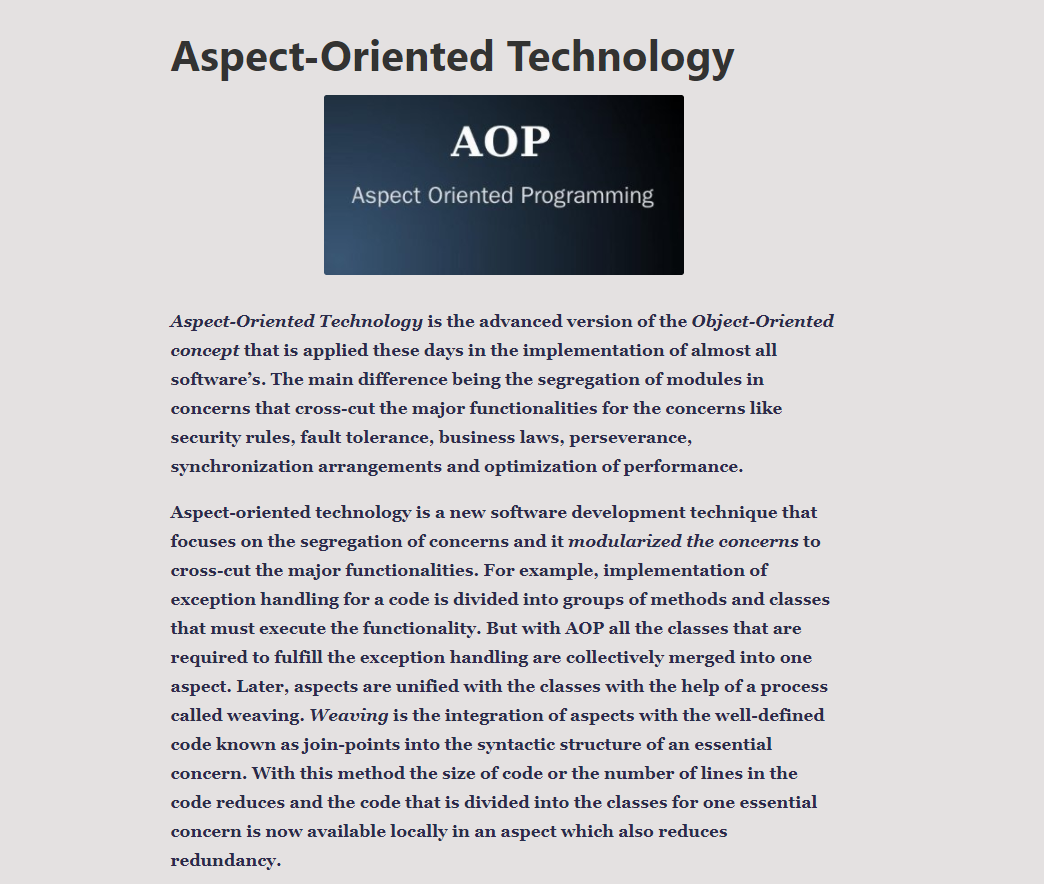 Aspect-Oriented Technology
AOP
Aspect Oriented Programming
Aspect-Oriented Technology is the advanced version of the Object-Oriented
concept that is applied these days in the implementation of almost all
software’s. The main difference being the segregation of modules in
concerns that cross-cut the major functionalities for the concerns like
security rules, fault tolerance, business laws, perseverance,
synchronization arrangements and optimization of performance.
Aspect-oriented technology is a new software development technique that
focuses on the segregation of concerns and it modularized the concerns to
cross-cut the major functionalities. For example, implementation of
exception handling for a code is divided into groups of methods and classes
that must execute the functionality. But with AOP all the classes that are
required to fulfill the exception handling are collectively merged into one
aspect. Later, aspects are unified with the classes with the help of a process
called weaving. Weaving is the integration of aspects with the well-defined
code known as join-points into the syntactic structure of an essential
concern. With this method the size of code or the number of lines in the
code reduces and the code that is divided into the classes for one essential
concern is now available locally in an aspect which also reduces
redundancy.